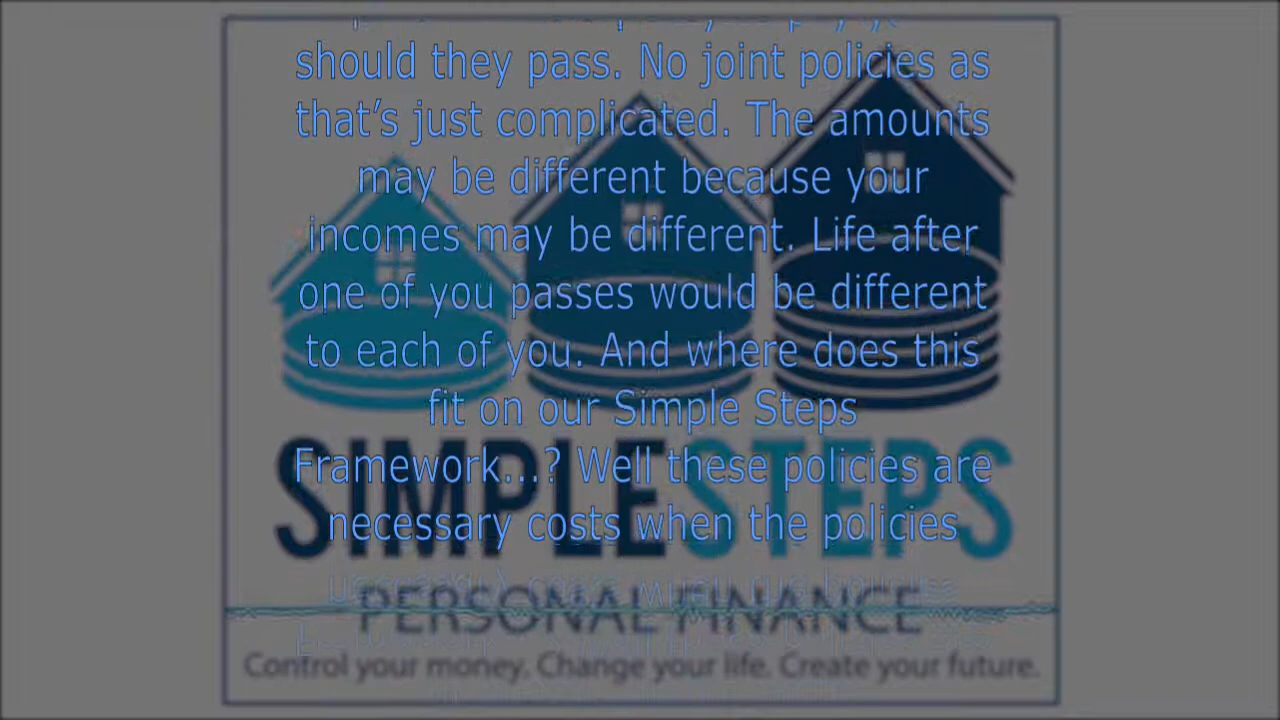 should they pass. No joint policies as
that's just complicated. The amounts
may be different because your
incomes may be different. Life after
one of you passes would be different
to each of you. And where does this
fit on our Simple Steps
Framework...? Well these policies are
necessary costs when the policies
SIMPLESTEPS
PERSONAL FINANCE
Control your money. Change your life. Create your future.